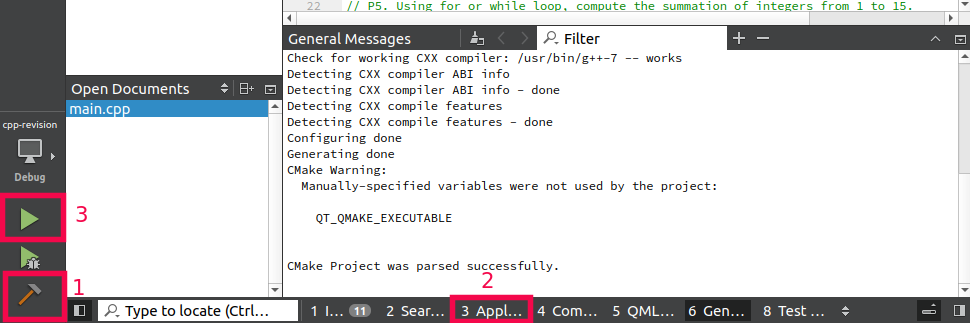 22 // P5. Using for or while loop, compute the summation of integers from 1 to 15.
General Messages Filter
Check for working CXX compiler: /usr/bin/g++-7 -- works
Detecting CXX compiler ABI info
Detecting CXX compiler ABI info - done
Detecting CXX compile features
Detecting CXX compile features - done
Configuring done
Generating done
CMake Warning:
Manually-specified variables were not used by the project:
QT_QMAKE_EXECUTABLE
CMake Project was parsed successfully.
Open Documents
main.cpp
cpp-revision
Debug
3
1
2
Type to locate (Ctrl... 1 I... 11 2 Sear... 3 Appl... 4 Com... 5 QML... 6 Gen... 8 Test ...